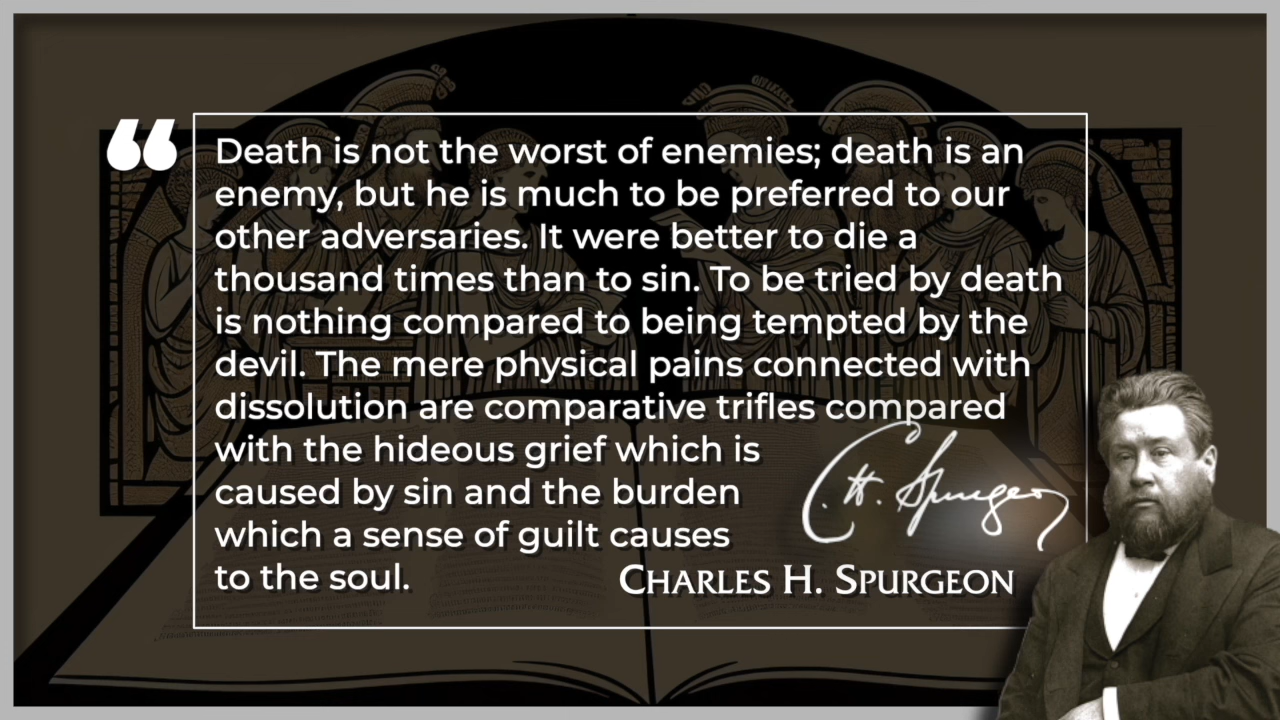 “
Death is not the worst of enemies; death is an
enemy, but he is much to be preferred to our
other adversaries. It were better to die a
thousand times than to sin. To be tried by death
is nothing compared to being tempted by the
devil. The mere physical pains connected with
dissolution are comparative trifles compared
with the hideous grief which is
caused by sin and the burden
which a sense of guilt causes
to the soul.
C. H. Spurgeon
CHARLES H. SPURGEON